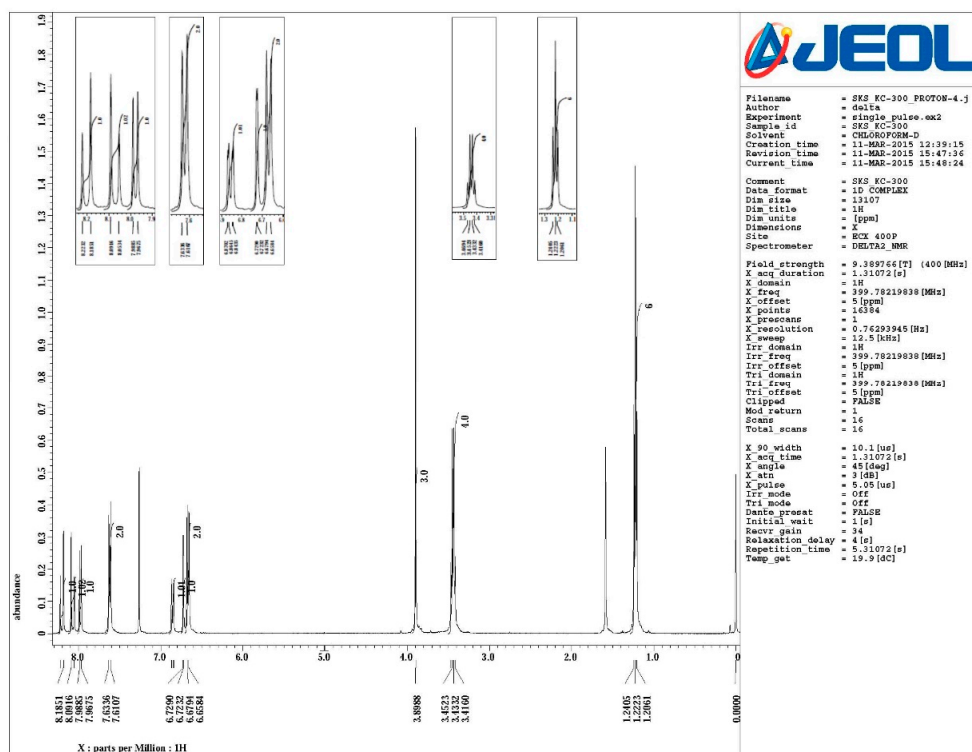 JEOL
Filename = SKS_KC-300_PROTON-4.j
Author = delta
Experiment = single_pulse.ex2
Sample_id = SKS KC-300
Solvent = CHLOROFORM-D
Creation_time = 11-MAR-2015 12:39:15
Revision_time = 11-MAR-2015 15:47:36
Current_time = 11-MAR-2015 15:48:24
Comment = SKS KC-300
Data_format = 1D COMPLEX
Dim_size = 13107
Dim_title = 1H
Dim_units = [ppm]
Dimensions = X
Site = ECX 400P
Spectrometer = DELTA2_NMR
Field_strength = 9.389766[T] (400[MHz]
X_acq_duration = 1.31072[s]
X_domain = 1H
X_freq = 399.78219838[MHz]
X_offset = 5[ppm]
X_points = 16384
X_prescans = 1
X_resolution = 0.76293945[Hz]
X_sweep = 12.5[kHz]
Irr_domain = 1H
Irr_freq = 399.78219838[MHz]
Irr_offset = 5[ppm]
Tri_domain = 1H
Tri_freq = 399.78219838[MHz]
Tri_offset = 5[ppm]
Clipped = FALSE
Mod_return = 1
Scans = 16
Total_scans = 16
X_90_width = 10.1[us]
X_acq_time = 1.31072[s]
X_angle = 45[deg]
X_atn = 3[dB]
X_pulse = 5.05[us]
Irr_mode = Off
Tri_mode = Off
Dante_presat = FALSE
Initial_wait = 1[s]
Recvr_gain = 34
Relaxation_delay = 4[s]
Repetition_time = 5.31072[s]
Temp_get = 19.9[dC]
1.9
1.8
1.7
1.6
1.5
1.4
1.3
1.2
1.1
1.0
0.9
0.8
0.7
0.6
0.5
0.4
0.3
0.2
0.1
0
abundance
1.0
1.02
1.0
2.0
1.01
1.0
2.0
3.0
4.0
6
8.0 7.0 6.0 5.0 4.0 3.0 2.0 1.0 0
8.1851
8.0916
7.9885
7.9675
7.6336
7.6107
6.7290
6.7232
6.6794
6.6584
3.8988
3.4523
3.4332
3.4160
1.2405
1.2223
1.2061
0.0000
X : parts per Million : 1H